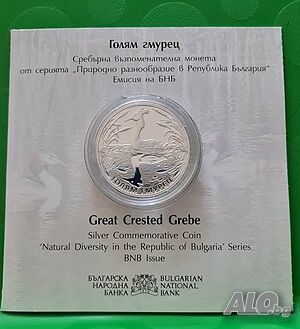 Голям гмурец
Сребърна възпоменателна монета
от серията „Природно разнообразие в Република България“
Емисия на БНБ
ГОЛЯМ ГМУРЕЦ
Great Crested Grebe
Silver Commemorative Coin
‘Natural Diversity in the Republic of Bulgaria’ Series
BNB Issue
БЪЛГАРСКА
НАРОДНА
БАНКА
BULGARIAN
NATIONAL
BANK
ALO.bg